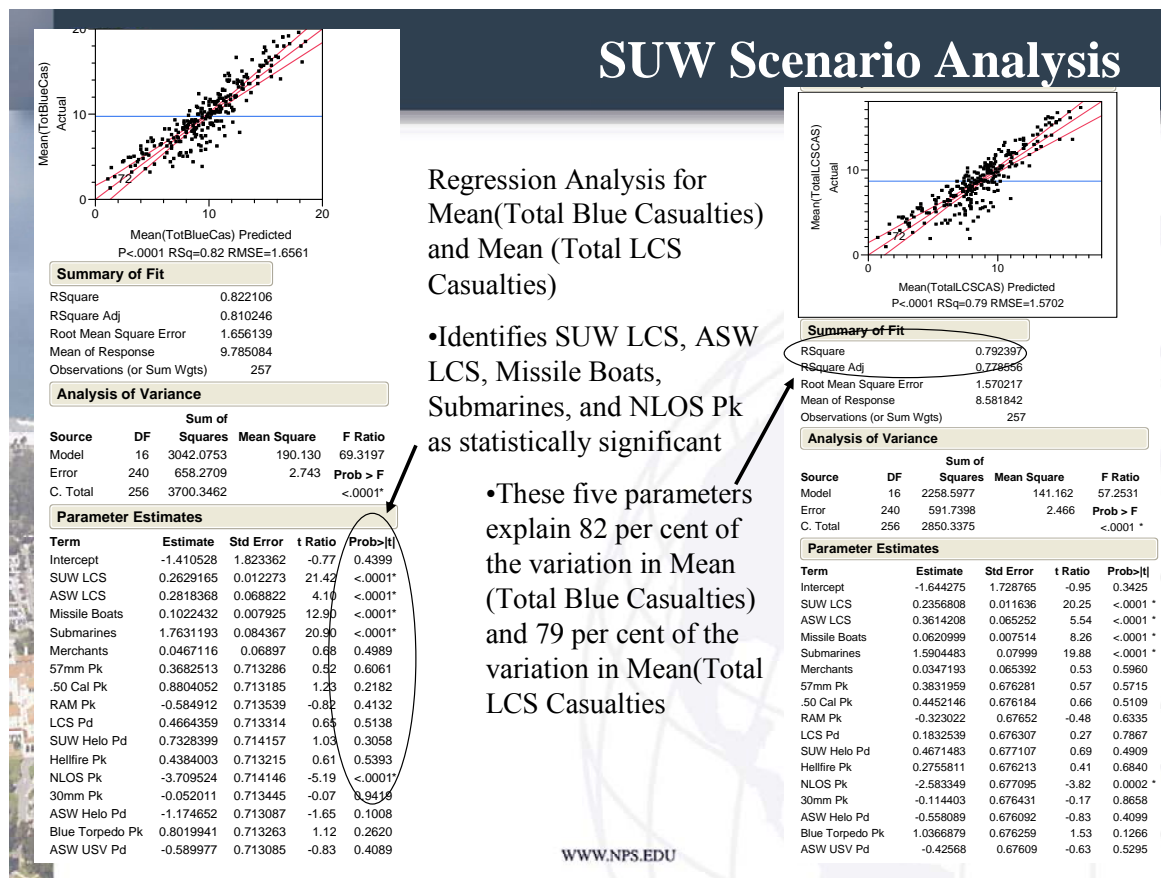 SUW Scenario Analysis
20
10
0
Mean(TotBlueCas)
Actual
72
0 10 20
Mean(TotBlueCas) Predicted
P<.0001 RSq=0.82 RMSE=1.6561
Summary of Fit
RSquare 0.822106
RSquare Adj 0.810246
Root Mean Square Error 1.656139
Mean of Response 9.785084
Observations (or Sum Wgts) 257
Analysis of Variance
Sum of
Source DF Squares Mean Square F Ratio
Model 16 3042.0753 190.130 69.3197
Error 240 658.2709 2.743 Prob > F
C. Total 256 3700.3462 <.0001*
Parameter Estimates
Term Estimate Std Error t Ratio Prob>|t|
Intercept -1.410528 1.823362 -0.77 0.4399
SUW LCS 0.2629165 0.012273 21.42 <.0001*
ASW LCS 0.2818368 0.068822 4.10 <.0001*
Missile Boats 0.1022432 0.007925 12.90 <.0001*
Submarines 1.7631193 0.084367 20.90 <.0001*
Merchants 0.0467116 0.06897 0.68 0.4989
57mm Pk 0.3682513 0.713286 0.52 0.6061
.50 Cal Pk 0.8804052 0.713185 1.23 0.2182
RAM Pk -0.584912 0.713539 -0.82 0.4132
LCS Pd 0.4664359 0.713314 0.65 0.5138
SUW Helo Pd 0.7328399 0.714157 1.03 0.3058
Hellfire Pk 0.4384003 0.713215 0.61 0.5393
NLOS Pk -3.709524 0.714146 -5.19 <.0001*
30mm Pk -0.052011 0.713445 -0.07 0.9419
ASW Helo Pd -1.174652 0.713087 -1.65 0.1008
Blue Torpedo Pk 0.8019941 0.713263 1.12 0.2620
ASW USV Pd -0.589977 0.713085 -0.83 0.4089
Regression Analysis for
Mean(Total Blue Casualties)
and Mean (Total LCS
Casualties)
•Identifies SUW LCS, ASW
LCS, Missile Boats,
Submarines, and NLOS Pk
as statistically significant
•These five parameters
explain 82 per cent of
the variation in Mean
(Total Blue Casualties)
and 79 per cent of the
variation in Mean(Total
LCS Casualties
10
0
Mean(TotalLCSCAS)
Actual
72
0 10
Mean(TotalLCSCAS) Predicted
P<.0001 RSq=0.79 RMSE=1.5702
Summary of Fit
RSquare 0.792397
RSquare Adj 0.778556
Root Mean Square Error 1.570217
Mean of Response 8.581842
Observations (or Sum Wgts) 257
Analysis of Variance
Sum of
Source DF Squares Mean Square F Ratio
Model 16 2258.5977 141.162 57.2531
Error 240 591.7398 2.466 Prob > F
C. Total 256 2850.3375 <.0001 *
Parameter Estimates
Term Estimate Std Error t Ratio Prob>|t|
Intercept -1.644275 1.728765 -0.95 0.3425
SUW LCS 0.2356808 0.011636 20.25 <.0001 *
ASW LCS 0.3614208 0.065252 5.54 <.0001 *
Missile Boats 0.0620999 0.007514 8.26 <.0001 *
Submarines 1.5904483 0.07999 19.88 <.0001 *
Merchants 0.0347193 0.065392 0.53 0.5960
57mm Pk 0.3831959 0.676281 0.57 0.5715
.50 Cal Pk 0.4452146 0.676184 0.66 0.5109
RAM Pk -0.323022 0.67652 -0.48 0.6335
LCS Pd 0.1832539 0.676307 0.27 0.7867
SUW Helo Pd 0.4671483 0.677107 0.69 0.4909
Hellfire Pk 0.2755811 0.676213 0.41 0.6840
NLOS Pk -2.583349 0.677095 -3.82 0.0002 *
30mm Pk -0.114403 0.676431 -0.17 0.8658
ASW Helo Pd -0.558089 0.676092 -0.83 0.4099
Blue Torpedo Pk 1.0366879 0.676259 1.53 0.1266
ASW USV Pd -0.42568 0.67609 -0.63 0.5295
WWW.NPS.EDU